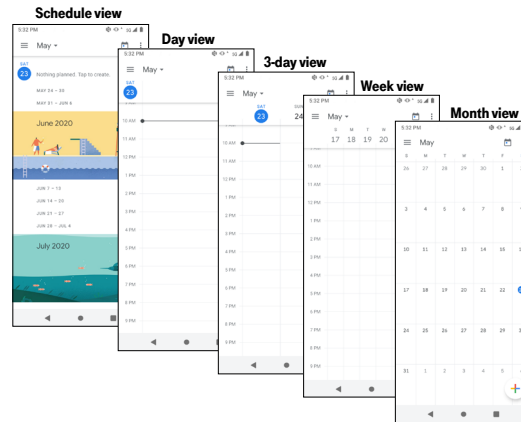 Schedule view
5:32 PM
May
SAT
23
Nothing planned. Tap to create.
MAY 24 – 30
MAY 31 – JUN 6
June 2020
JUN 7 – 13
JUN 14 – 20
JUN 21 – 27
JUN 28 – JUL 4
July 2020
Day view
5:32 PM
May
SAT
23
10 AM
11 AM
12 PM
1 PM
2 PM
3 PM
4 PM
5 PM
6 PM
7 PM
8 PM
9 PM
3-day view
5:32 PM
May
SAT SUN
23 24
10 AM
11 AM
12 PM
1 PM
2 PM
3 PM
4 PM
5 PM
6 PM
7 PM
8 PM
9 PM
Week view
5:32 PM
May
S M T W
17 18 19 20
10 AM
11 AM
12 PM
1 PM
2 PM
3 PM
4 PM
5 PM
6 PM
7 PM
8 PM
9 PM
Month view
5:32 PM 5G
May
S M T W T F
26 27 28 29 30 1
3 4 5 6 7 8
10 11 12 13 14 15
17 18 19 20 21 22
24 25 26 27 28 29
31 1 2 3 4 5